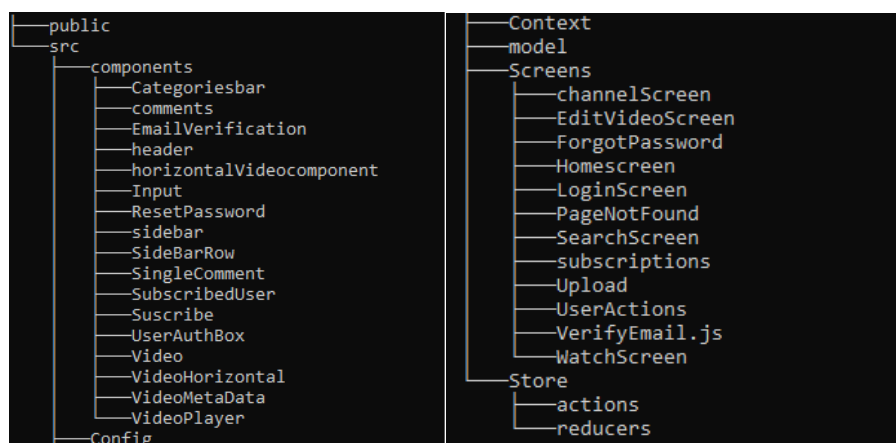 public
src
components
Categoriesbar
comments
EmailVerification
header
horizontalVideocomponent
Input
ResetPassword
sidebar
SideBarRow
SingleComment
SubscribedUser
Suscribe
UserAuthBox
Video
VideoHorizontal
VideoMetaData
VideoPlayer
Config
Context
model
Screens
channelScreen
EditVideoScreen
ForgotPassword
Homescreen
LoginScreen
PageNotFound
SearchScreen
subscriptions
Upload
UserActions
VerifyEmail.js
WatchScreen
Store
actions
reducers